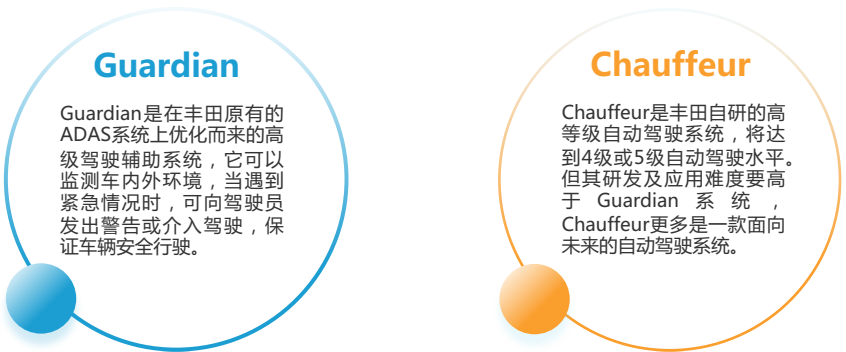 Guardian
Guardian是在丰田原有的
ADAS系统上优化而来的高
级驾驶辅助系统，它可以
监测车内外环境，当遇到
紧急情况时，可向驾驶员
发出警告或介入驾驶，保
证车辆安全行驶。
Chauffeur
Chauffeur是丰田自研的高
等级自动驾驶系统，将达
到4级或5级自动驾驶水平。
但其研发及应用难度要高
于Guardian系统，
Chauffeur更多是一款面向
未来的自动驾驶系统。